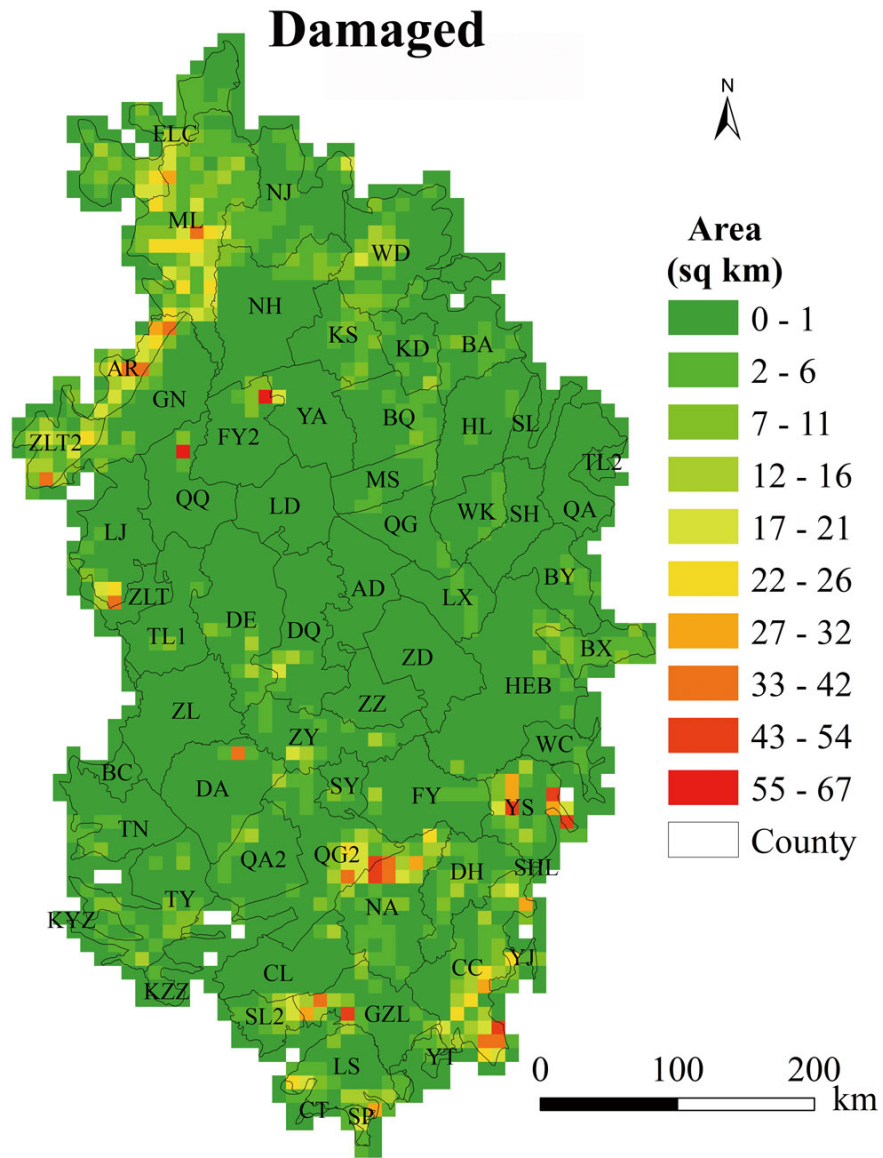 Damaged
N
ELC
NJ
ML
WD
NH
KS
KD
BA
AR
GN
YA
BQ
HL
SL
FY2
ZLT2
TL2
MS
QQ
LD
QG
WK
SH
QA
LJ
BY
AD
ZLT
LX
DE
DQ
TL1
BX
ZD
HEB
ZL
ZZ
ZY
WC
BC
DA
SY
FY
YS
TN
QA2
QG2
DH
SHL
TY
NA
KYZ
YJ
CC
CL
KZZ
SL2
GZL
YT
LS
CT
SP
Area
(sq km)
0 - 1
2 - 6
7 - 11
12 - 16
17 - 21
22 - 26
27 - 32
33 - 42
43 - 54
55 - 67
County
0 100 200
km